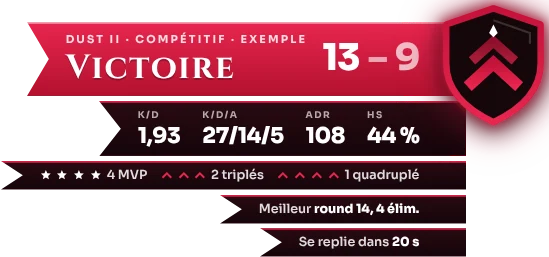 DUST II · COMPÉTITIF · EXEMPLE
VICTOIRE
13 – 9
K/D K/D/A ADR HS
1,93 27/14/5 108 44 %
★ ★ ★ ★ 4 MVP 2 triplés 1 quadruplé
Meilleur round 14, 4 élim.
Se replie dans 20 s